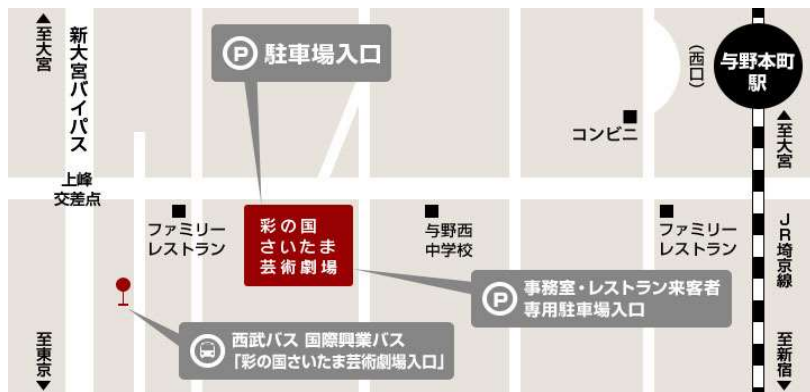 ▲至大宮
新大宮バイパス
P 駐車場入口
(西口)
与野本町
駅
コンビニ
▲至大宮
上峰
交差点
ファミリー
レストラン
彩の国
さいたま
芸術劇場
与野西
中学校
ファミリー
レストラン
JR埼京線
P 事務室・レストラン来客者
専用駐車場入口
西武バス 国際興業バス
「彩の国さいたま芸術劇場入口」
至東京▼
至新宿▼